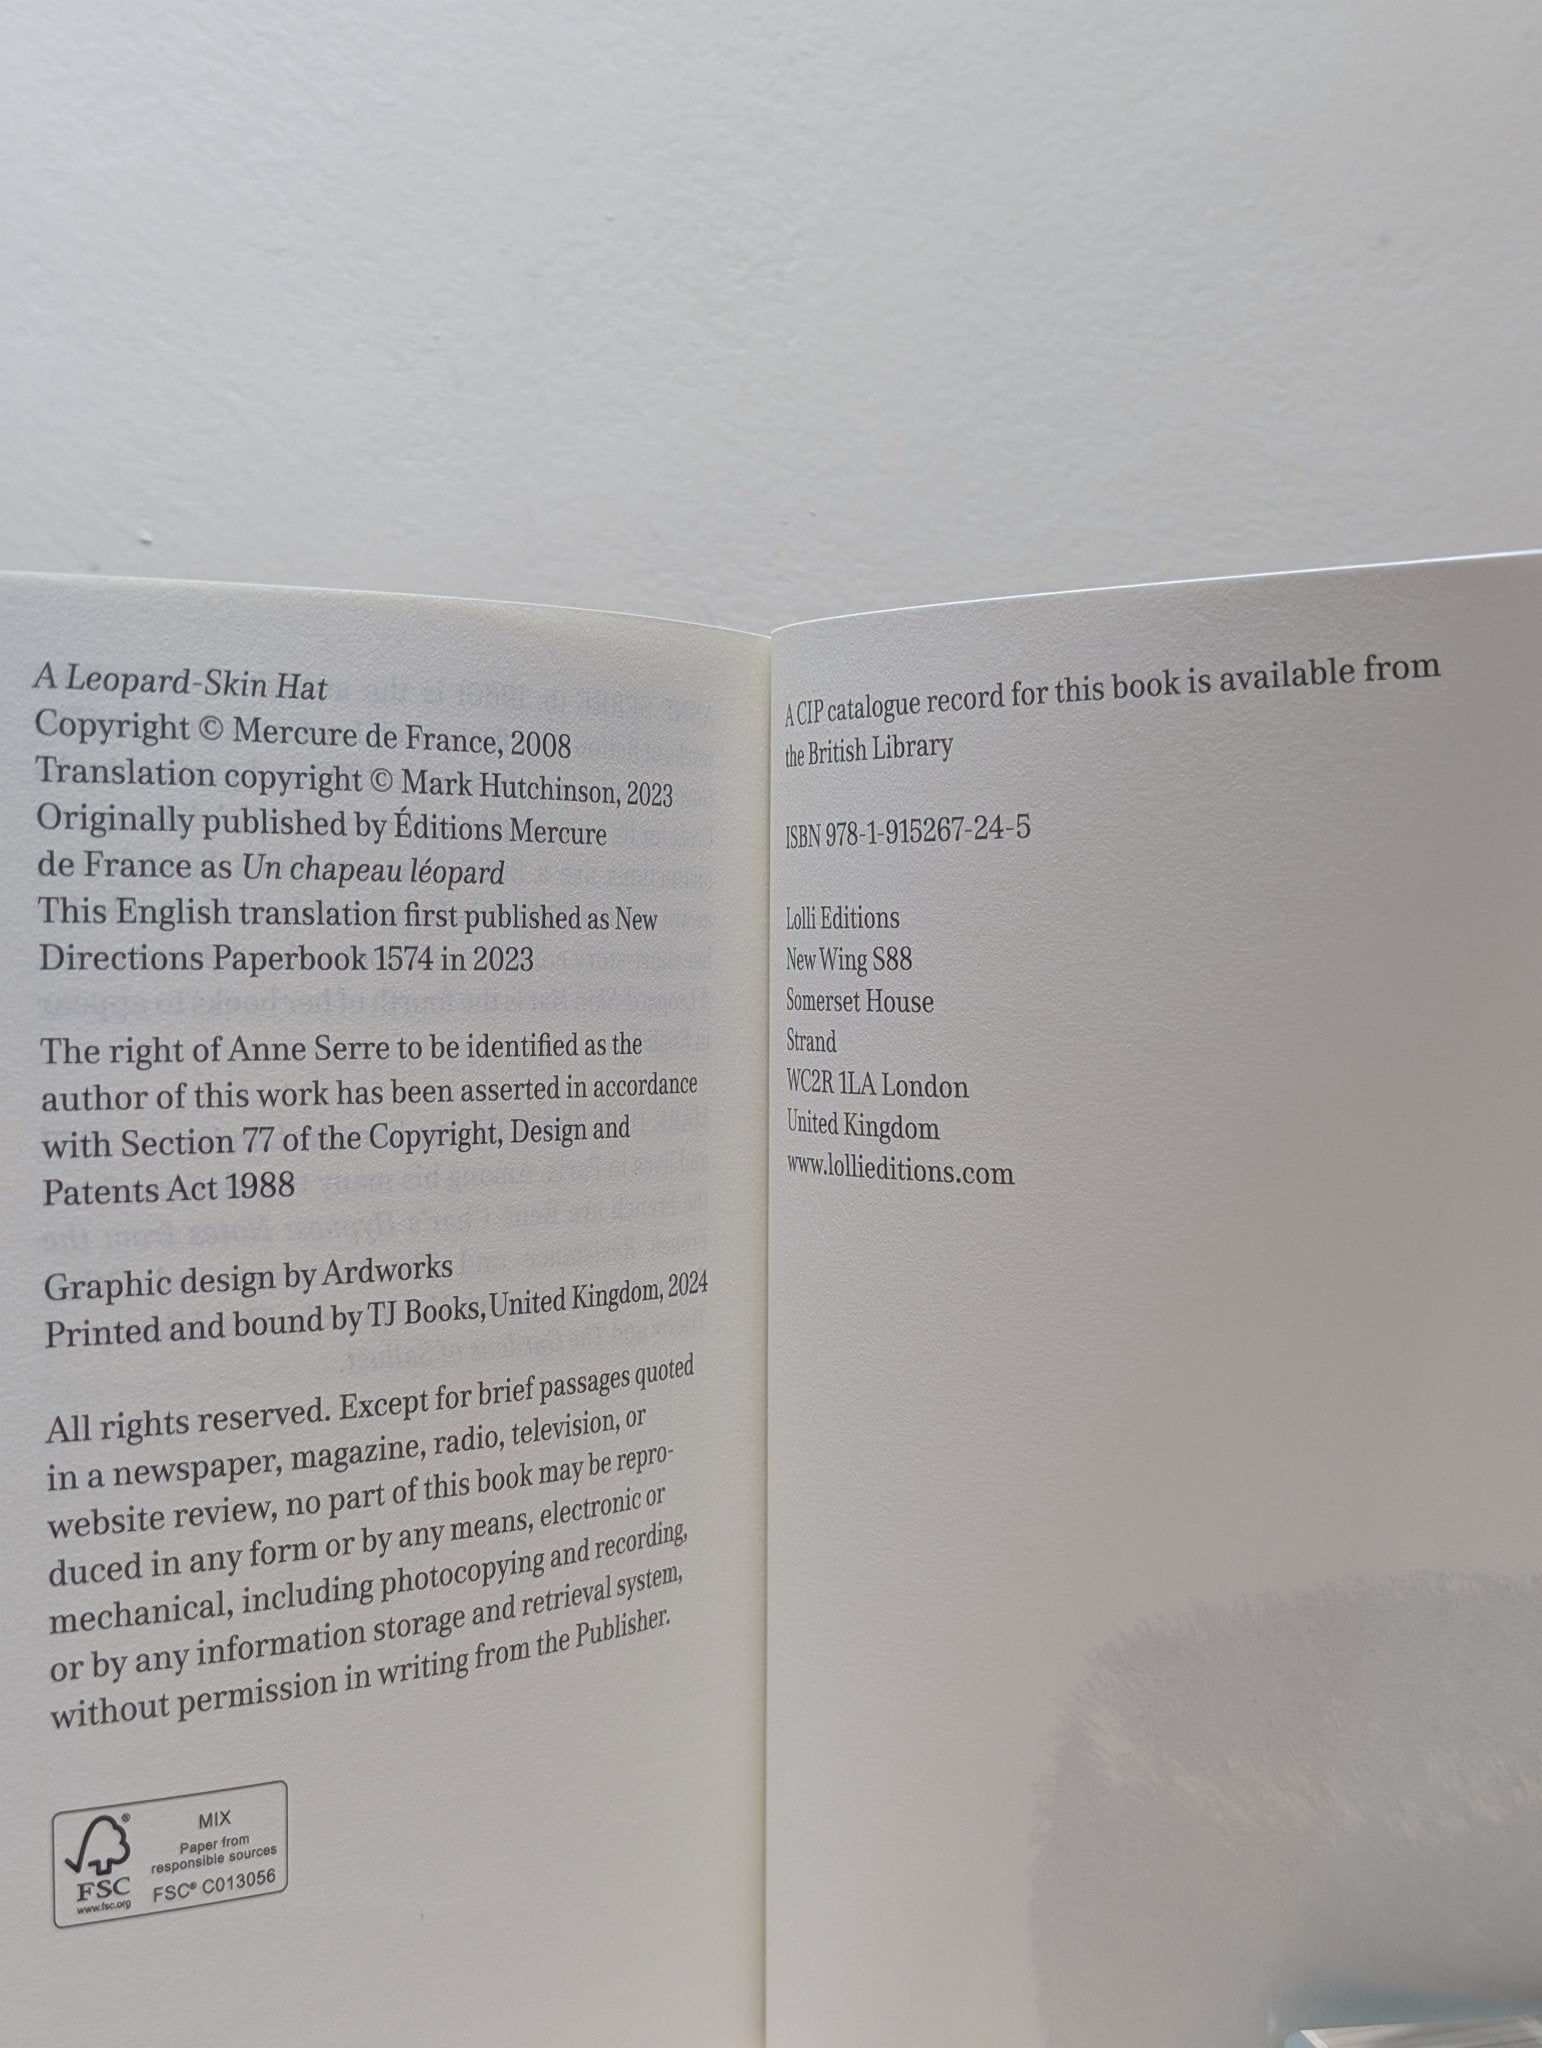 A Leopard-Skin Hat
Copyright © Mercure de France, 2008
Translation copyright © Mark Hutchinson, 2023
Originally published by Éditions Mercure
de France as Un chapeau léopard
This English translation first published as New
Directions Paperbook 1574 in 2023
The right of Anne Serre to be identified as the
author of this work has been asserted in accordance
with Section 77 of the Copyright, Design and
Patents Act 1988
Graphic design by Ardworks
Printed and bound by TJ Books, United Kingdom, 2024
All rights reserved. Except for brief passages quoted
in a newspaper, magazine, radio, television, or
website review, no part of this book may be repro-
duced in any form or by any means, electronic or
mechanical, including photocopying and recording,
or by any information storage and retrieval system,
without permission in writing from the Publisher.
®
FSC
www.fsc.org
MIX
Paper from
responsible sources
FSC® C013056
A CIP catalogue record for this book is available from
the British Library
ISBN 978-1-915267-24-5
Lolli Editions
New Wing S88
Somerset House
Strand
WC2R 1LA London
United Kingdom
www.lollieditions.com